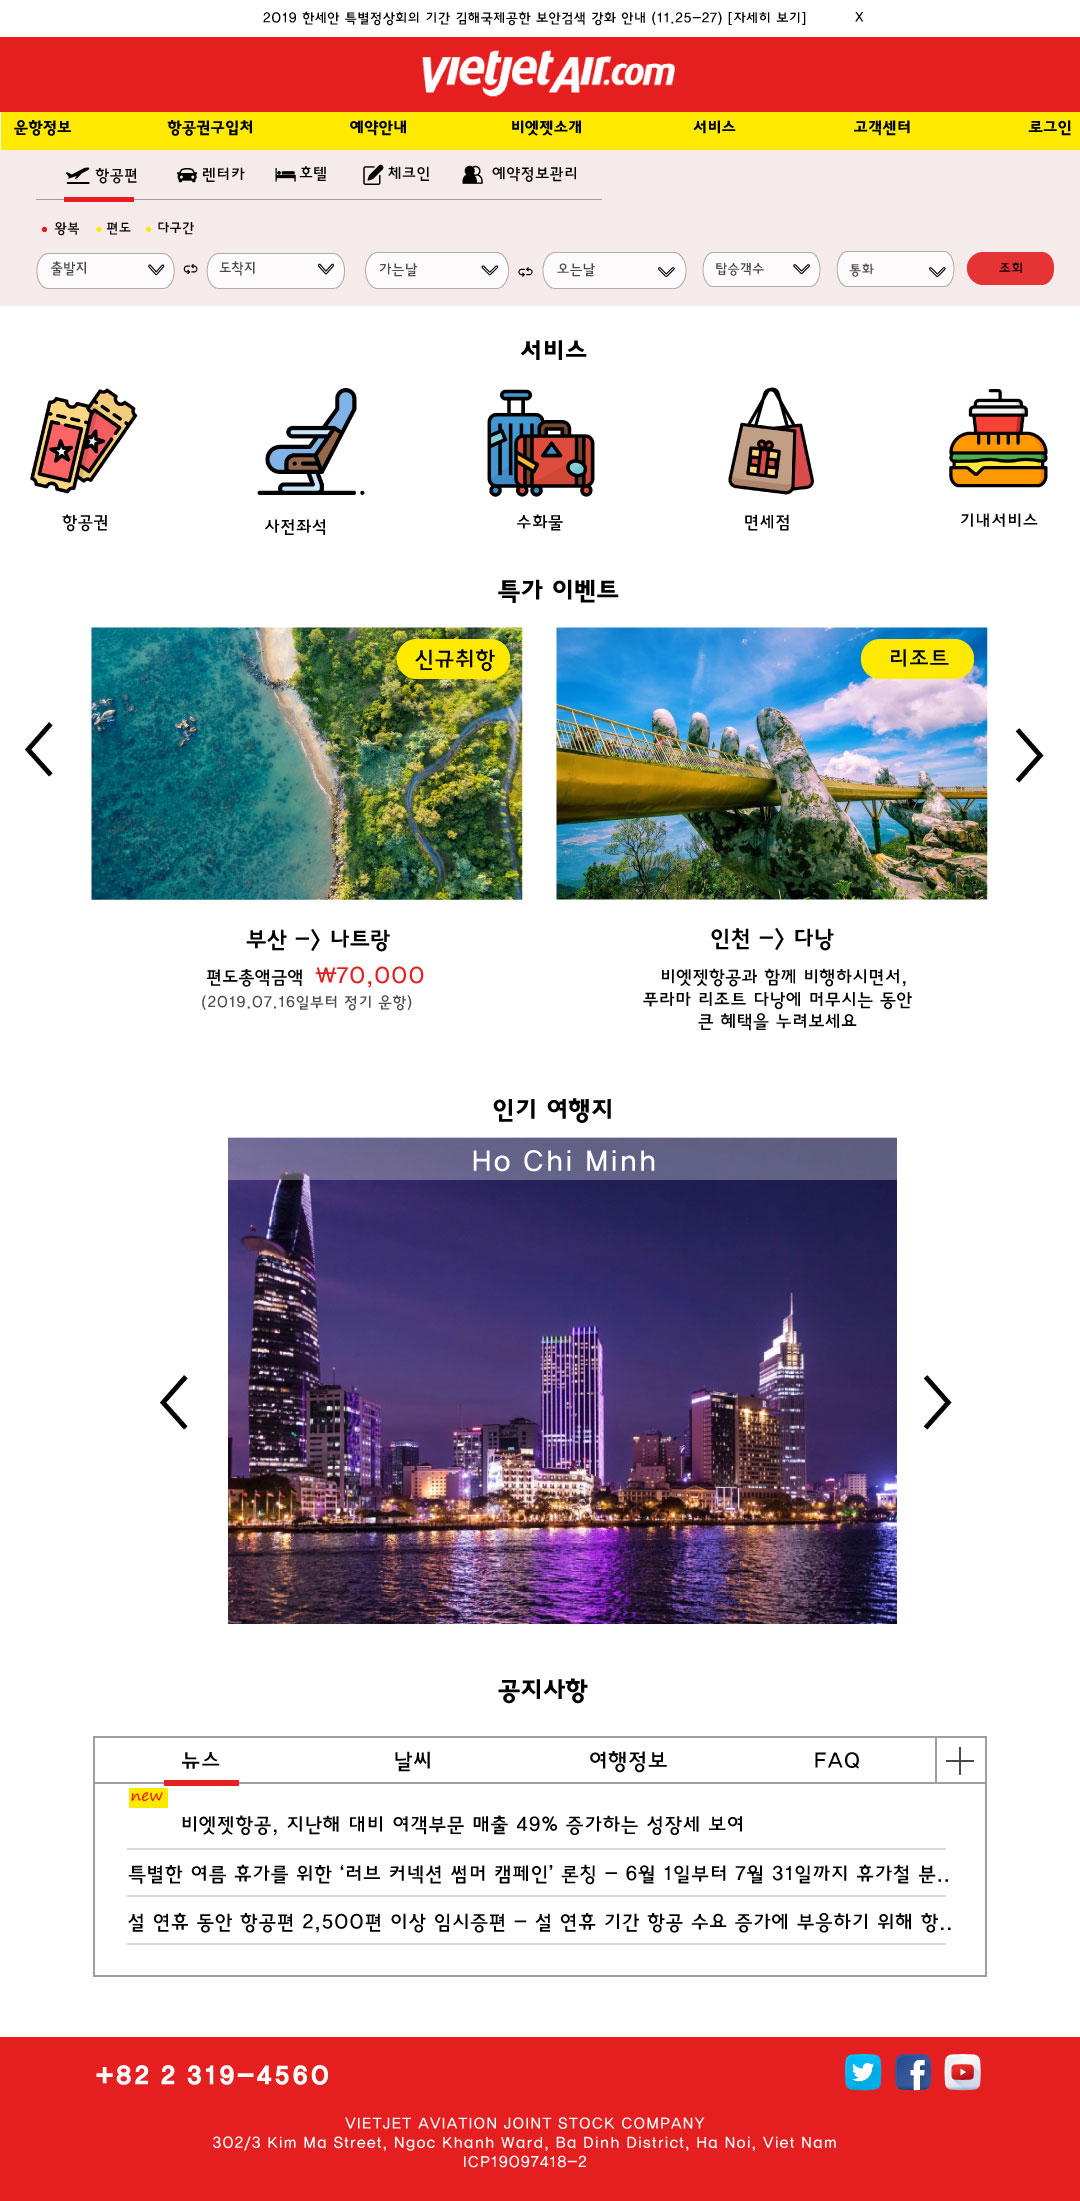 2019 한세안 특별정상회의 기간 김해국제공한 보안검색 강화 안내 (11.25-27) [자세히 보기] X
vietjetAir.com
운항정보 항공권구입처 예약안내 비엣젯소개 서비스 고객센터 로그인
항공편 렌터카 호텔 체크인 예약정보관리
왕복 편도 다구간
출발지 도착지 가는날 오는날 탑승객수 통화 조회
서비스
항공권 사전좌석 수화물 면세점 기내서비스
특가 이벤트
신규취항 리조트
부산 -> 나트랑
편도총액금액 ₩70,000
(2019.07.16일부터 정기 운항)
인천 -> 다낭
비엣젯항공과 함께 비행하시면서,
푸라마 리조트 다낭에 머무시는 동안
큰 혜택을 누려보세요
인기 여행지
Ho Chi Minh
공지사항
뉴스 날씨 여행정보 FAQ
new
비엣젯항공, 지난해 대비 여객부문 매출 49% 증가하는 성장세 보여
특별한 여름 휴가를 위한 ‘러브 커넥션 썸머 캠페인’ 론칭 - 6월 1일부터 7월 31일까지 휴가철 분..
설 연휴 동안 항공편 2,500편 이상 임시증편 - 설 연휴 기간 항공 수요 증가에 부응하기 위해 항..
+82 2 319-4560
VIETJET AVIATION JOINT STOCK COMPANY
302/3 Kim Ma Street, Ngoc Khanh Ward, Ba Dinh District, Ha Noi, Viet Nam
ICP19097418-2